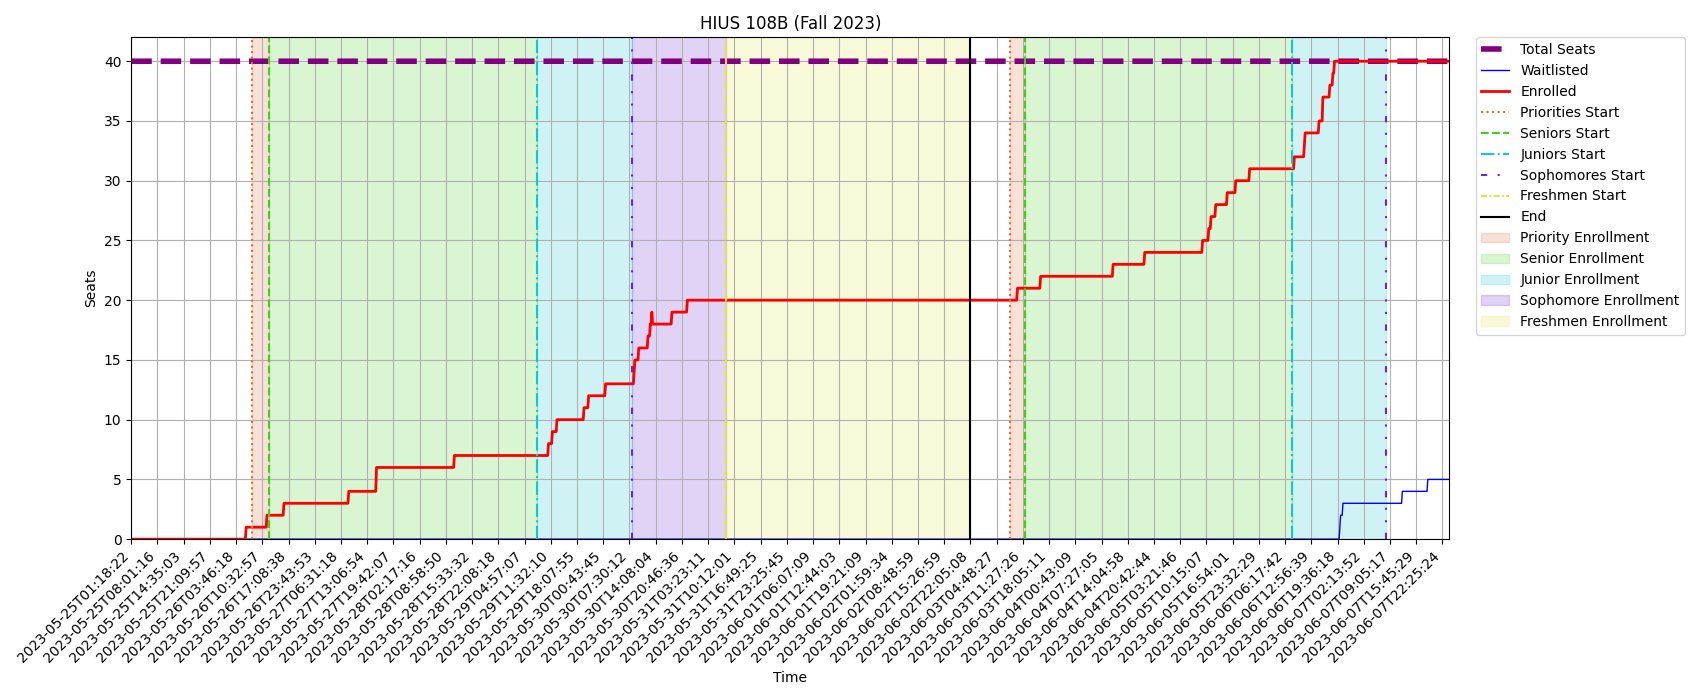 HIUS 108B (Fall 2023)
Seats
40
35
30
25
20
15
10
5
0
2023-05-25T01:18:22
2023-05-25T08:01:16
2023-05-25T14:35:03
2023-05-25T21:09:57
2023-05-26T03:46:18
2023-05-26T10:32:57
2023-05-26T17:08:38
2023-05-26T23:43:53
2023-05-27T06:31:18
2023-05-27T13:06:54
2023-05-27T19:42:07
2023-05-28T02:17:16
2023-05-28T08:58:50
2023-05-28T15:33:32
2023-05-28T22:08:18
2023-05-29T04:57:07
2023-05-29T11:32:10
2023-05-29T18:07:55
2023-05-30T00:43:45
2023-05-30T07:30:12
2023-05-30T14:08:04
2023-05-30T20:46:36
2023-05-31T03:23:11
2023-05-31T10:12:01
2023-05-31T16:49:25
2023-05-31T23:25:45
2023-06-01T06:07:09
2023-06-01T12:44:03
2023-06-01T19:21:09
2023-06-02T01:59:34
2023-06-02T08:48:59
2023-06-02T15:26:59
2023-06-02T22:05:08
2023-06-03T04:48:27
2023-06-03T11:27:26
2023-06-03T18:05:11
2023-06-04T00:43:09
2023-06-04T07:27:05
2023-06-04T14:04:58
2023-06-04T20:42:44
2023-06-05T03:21:46
2023-06-05T10:15:07
2023-06-05T16:54:01
2023-06-05T23:32:29
2023-06-06T06:17:42
2023-06-06T12:56:39
2023-06-06T19:36:18
2023-06-07T02:13:52
2023-06-07T09:05:17
2023-06-07T15:45:29
2023-06-07T22:25:24
Time
Total Seats
Waitlisted
Enrolled
Priorities Start
Seniors Start
Juniors Start
Sophomores Start
Freshmen Start
End
Priority Enrollment
Senior Enrollment
Junior Enrollment
Sophomore Enrollment
Freshmen Enrollment